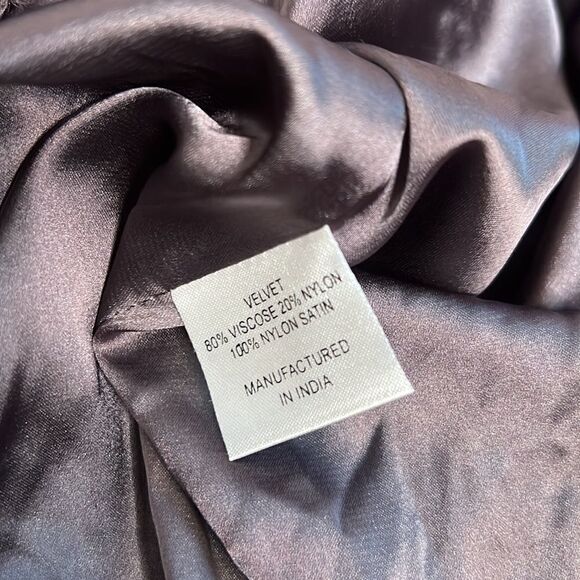 VELVET
80% VISCOSE 20% NYLON
100% NYLON SATIN
MANUFACTURED
IN INDIA